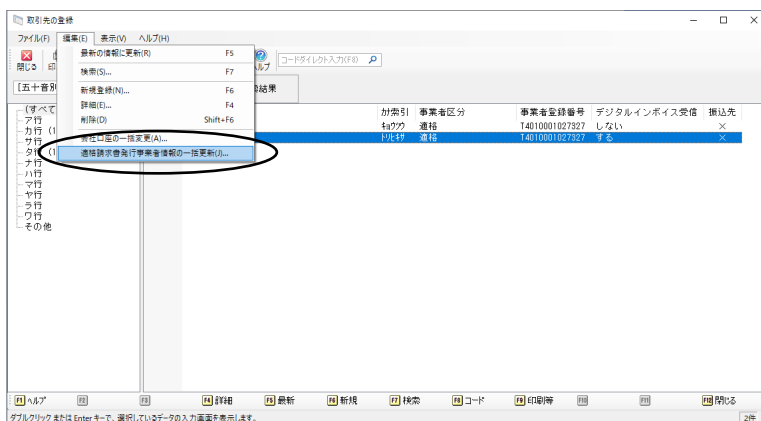 取引先の登録
ファイル(F) 編集(E) 表示(V) ヘルプ(H)
閉じる
ルプ
コードダイレクト入力(F8)
最新の情報に更新(R) F5
検索(S)... F7
新規登録(N)... F6
詳細(E)... F4
削除(D) Shift+F6
会社口座の一括変更(A)...
適格請求書発行事業者情報の一括更新(J)...
[五十音別
結果
(すべて
ア行
カ行 (1
サ行
タ行 (1
ナ行
ハ行
マ行
ヤ行
ラ行
ワ行
その他
ｶﾅ索引 事業者区分 事業者登録番号 デジタルインボイス受信 振込先
ｷｮｳﾂｳ 適格 T4010001027327 しない ×
ﾄﾘﾋｷｻ 適格 T4010001027327 する ×
F1 ヘルプ F2 F3 F4 詳細 F5 最新 F6 新規 F7 検索 F8 コード F9 印刷等 F10 F11 F12 閉じる
ダブルクリック または Enter キーで、選択しているデータの入力画面を表示します。 2件